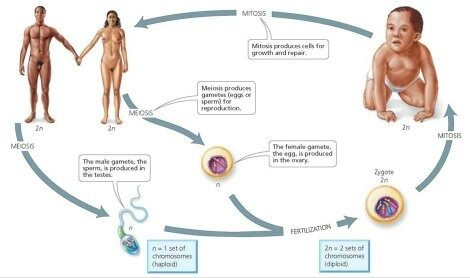 MITOSIS
Mitosis produces cells for
growth and repair.
Meiosis produces
gametes (eggs or
sperm) for
reproduction.
2n
2n
MEIOSIS
2n
MEIOSIS
MITOSIS
The male gamete, the
sperm, is produced in
the testes.
The female gamete,
the egg, is produced
in the ovary.
n
Zygote
2n
n
FERTILIZATION
n = 1 set of
chromosomes
(haploid)
2n = 2 sets of
chromosomes
(diploid)